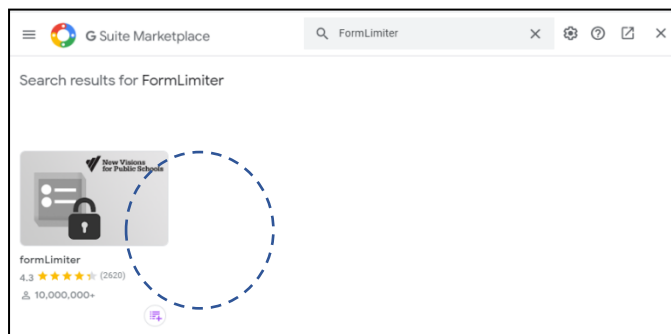 G Suite Marketplace
FormLimiter
Search results for FormLimiter
New Visions
for Public Schools
formLimiter
4.3 (2620)
10,000,000+